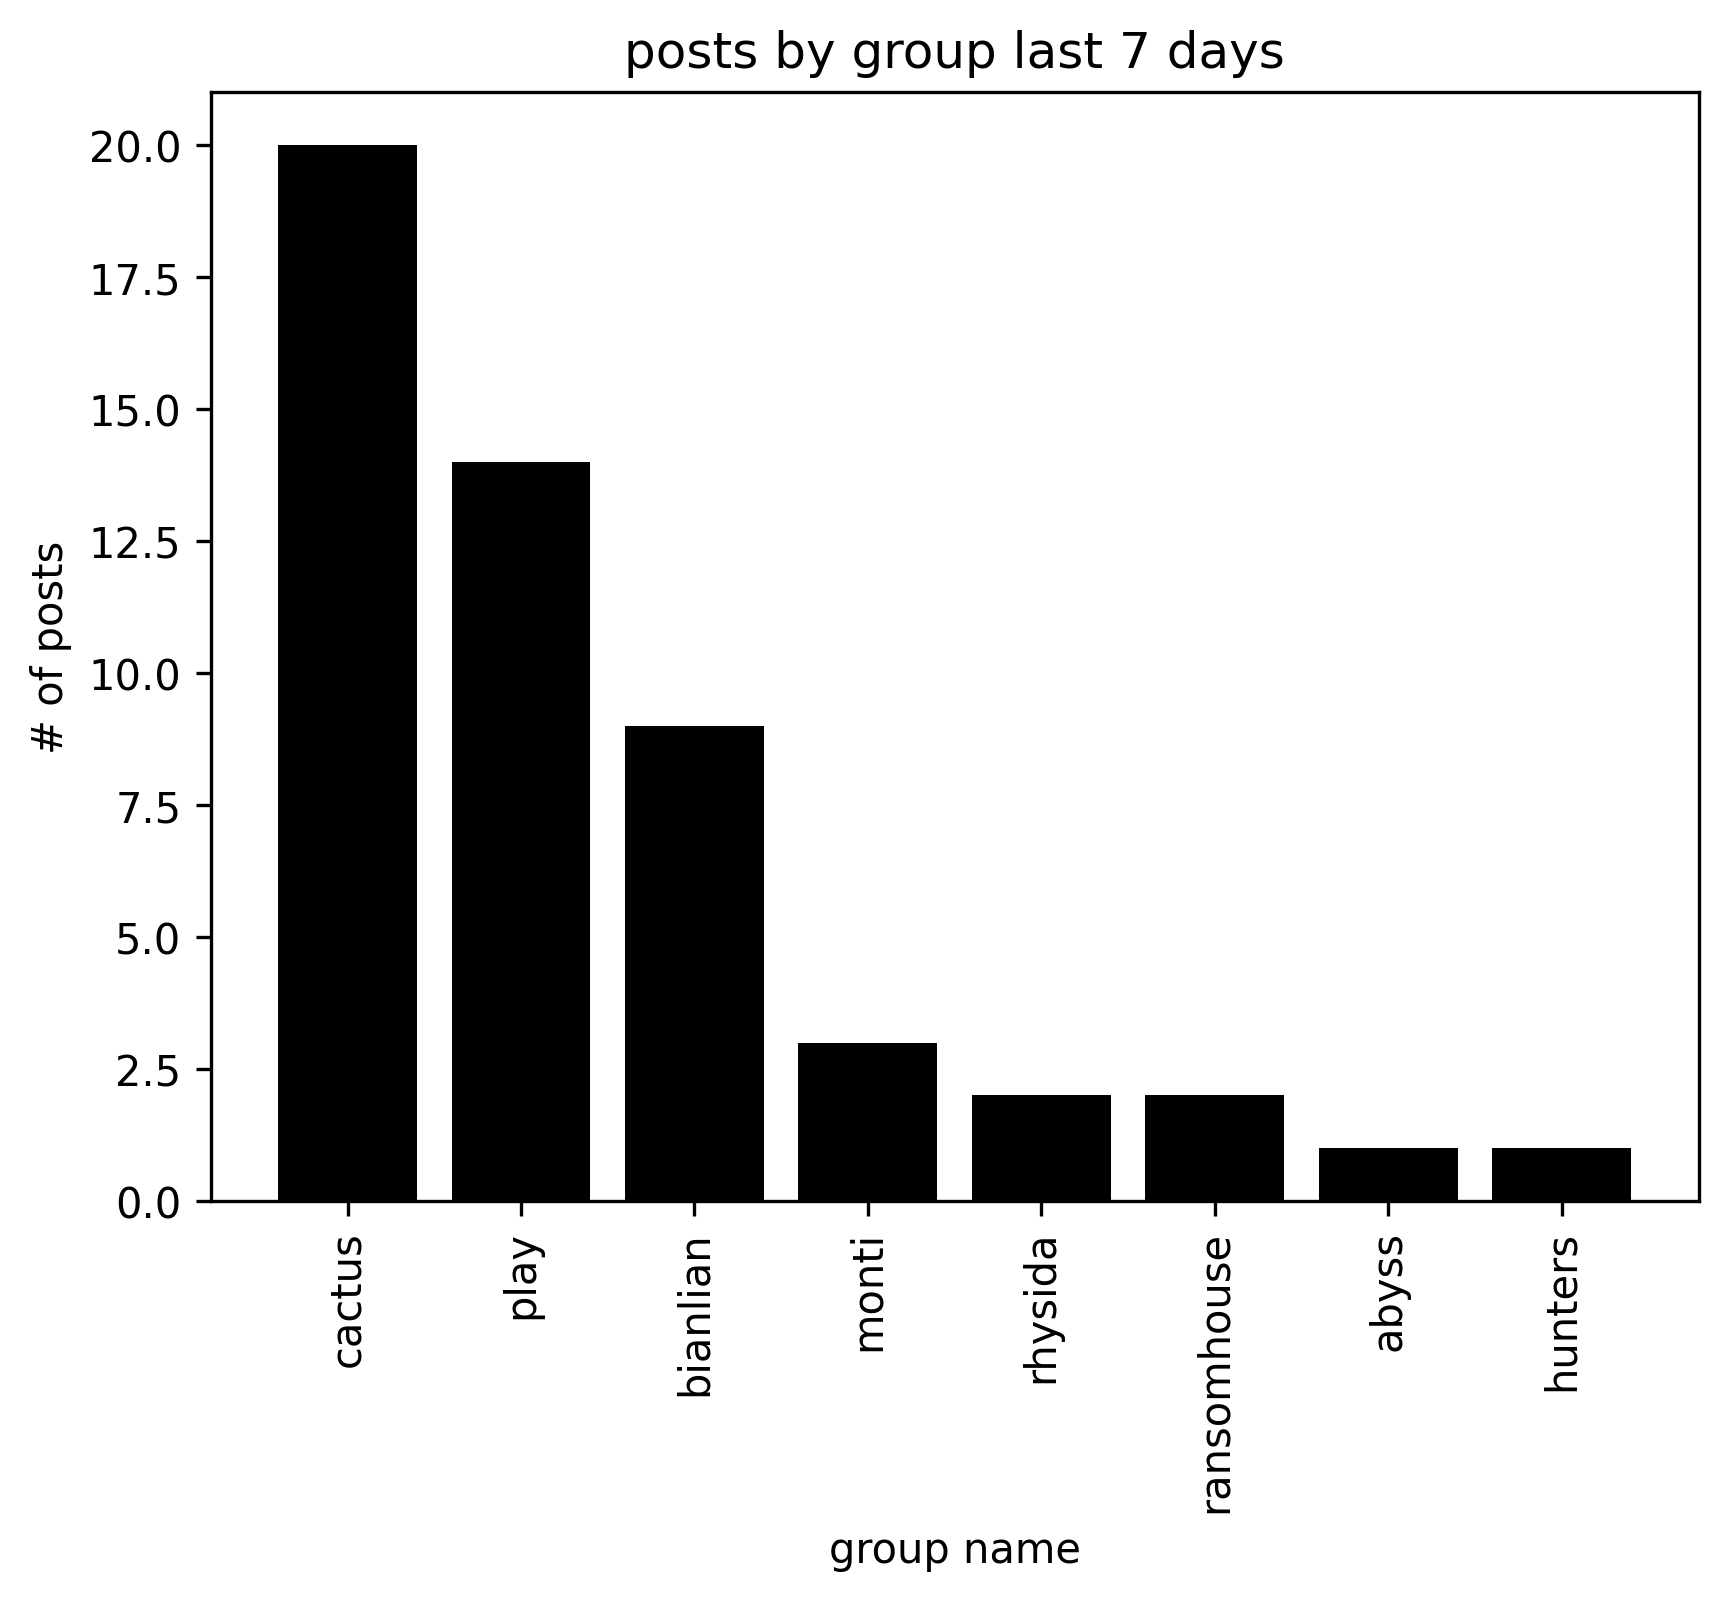 posts by group last 7 days
# of posts
20.0
17.5
15.0
12.5
10.0
7.5
5.0
2.5
0.0
cactus
play
bianlian
monti
rhysida
ransomhouse
abyss
hunters
group name